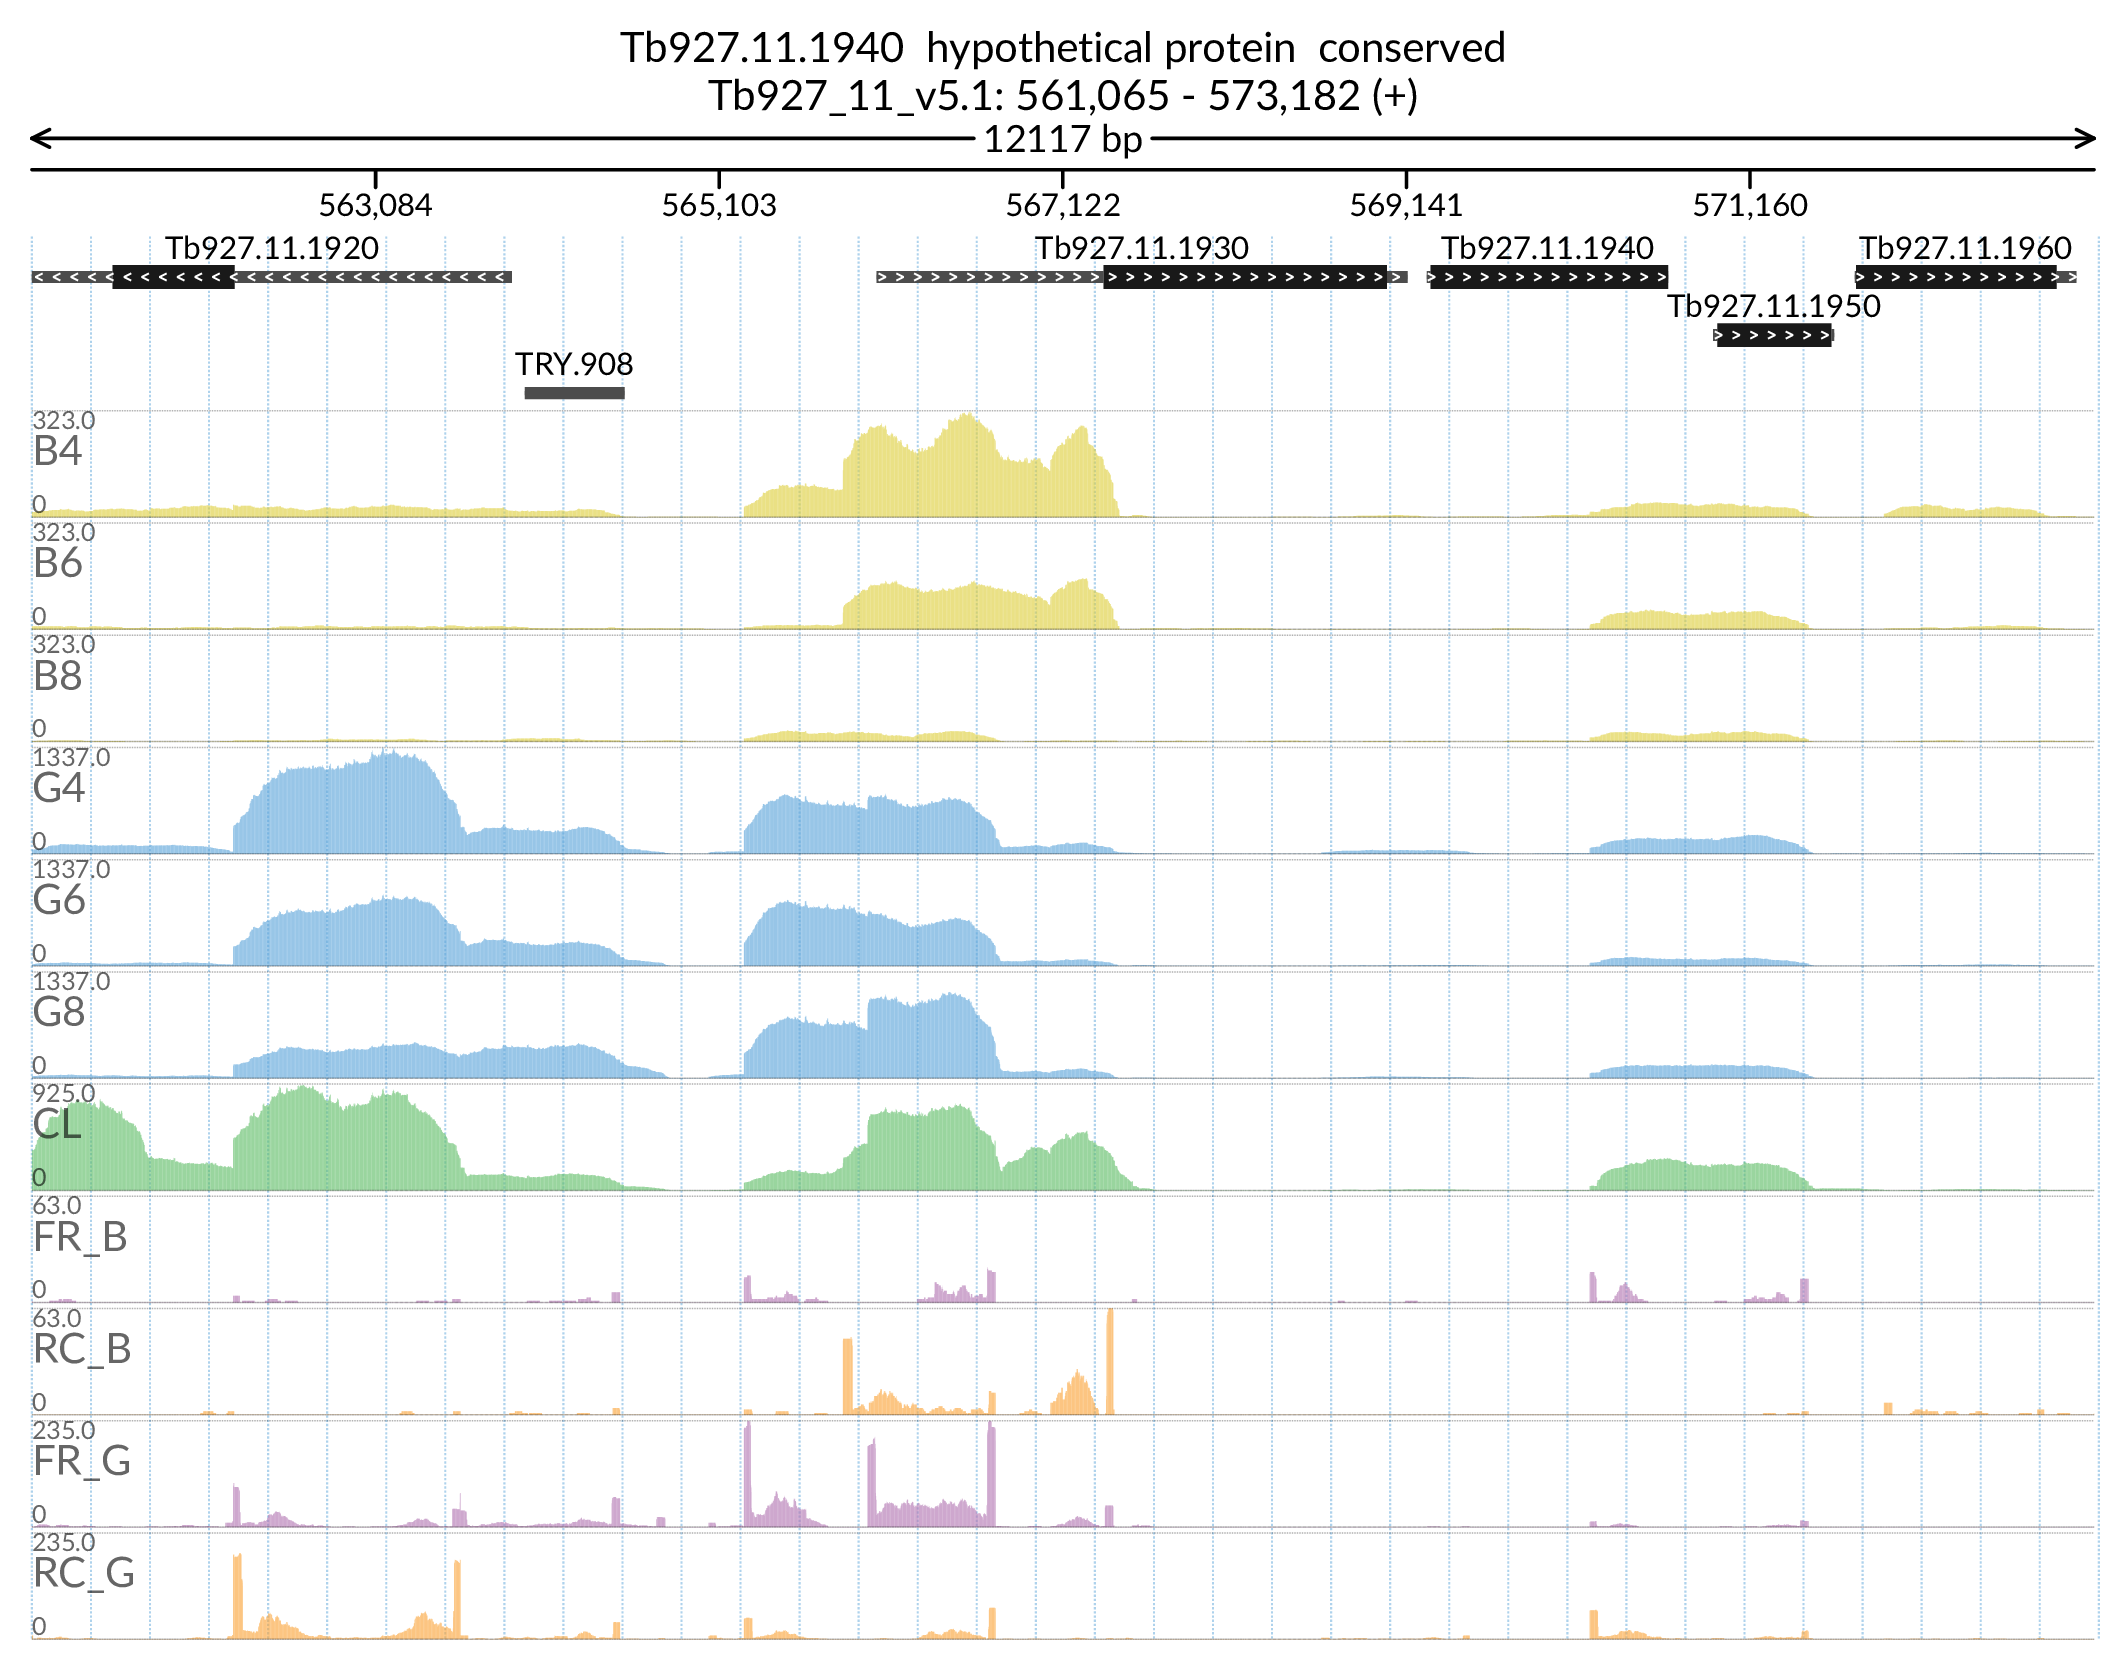 Tb927.11.1940  hypothetical protein  conserved
Tb927_11_v5.1: 561,065 - 573,182 (+)
12117 bp
563,084 565,103 567,122 569,141 571,160
Tb927.11.1920 Tb927.11.1930 Tb927.11.1940 Tb927.11.1960
Tb927.11.1950
TRY.908
323.0
B4
0
323.0
B6
0
323.0
B8
0
1337.0
G4
0
1337.0
G6
0
1337.0
G8
0
925.0
CL
0
63.0
FR_B
0
63.0
RC_B
0
235.0
FR_G
0
235.0
RC_G
0